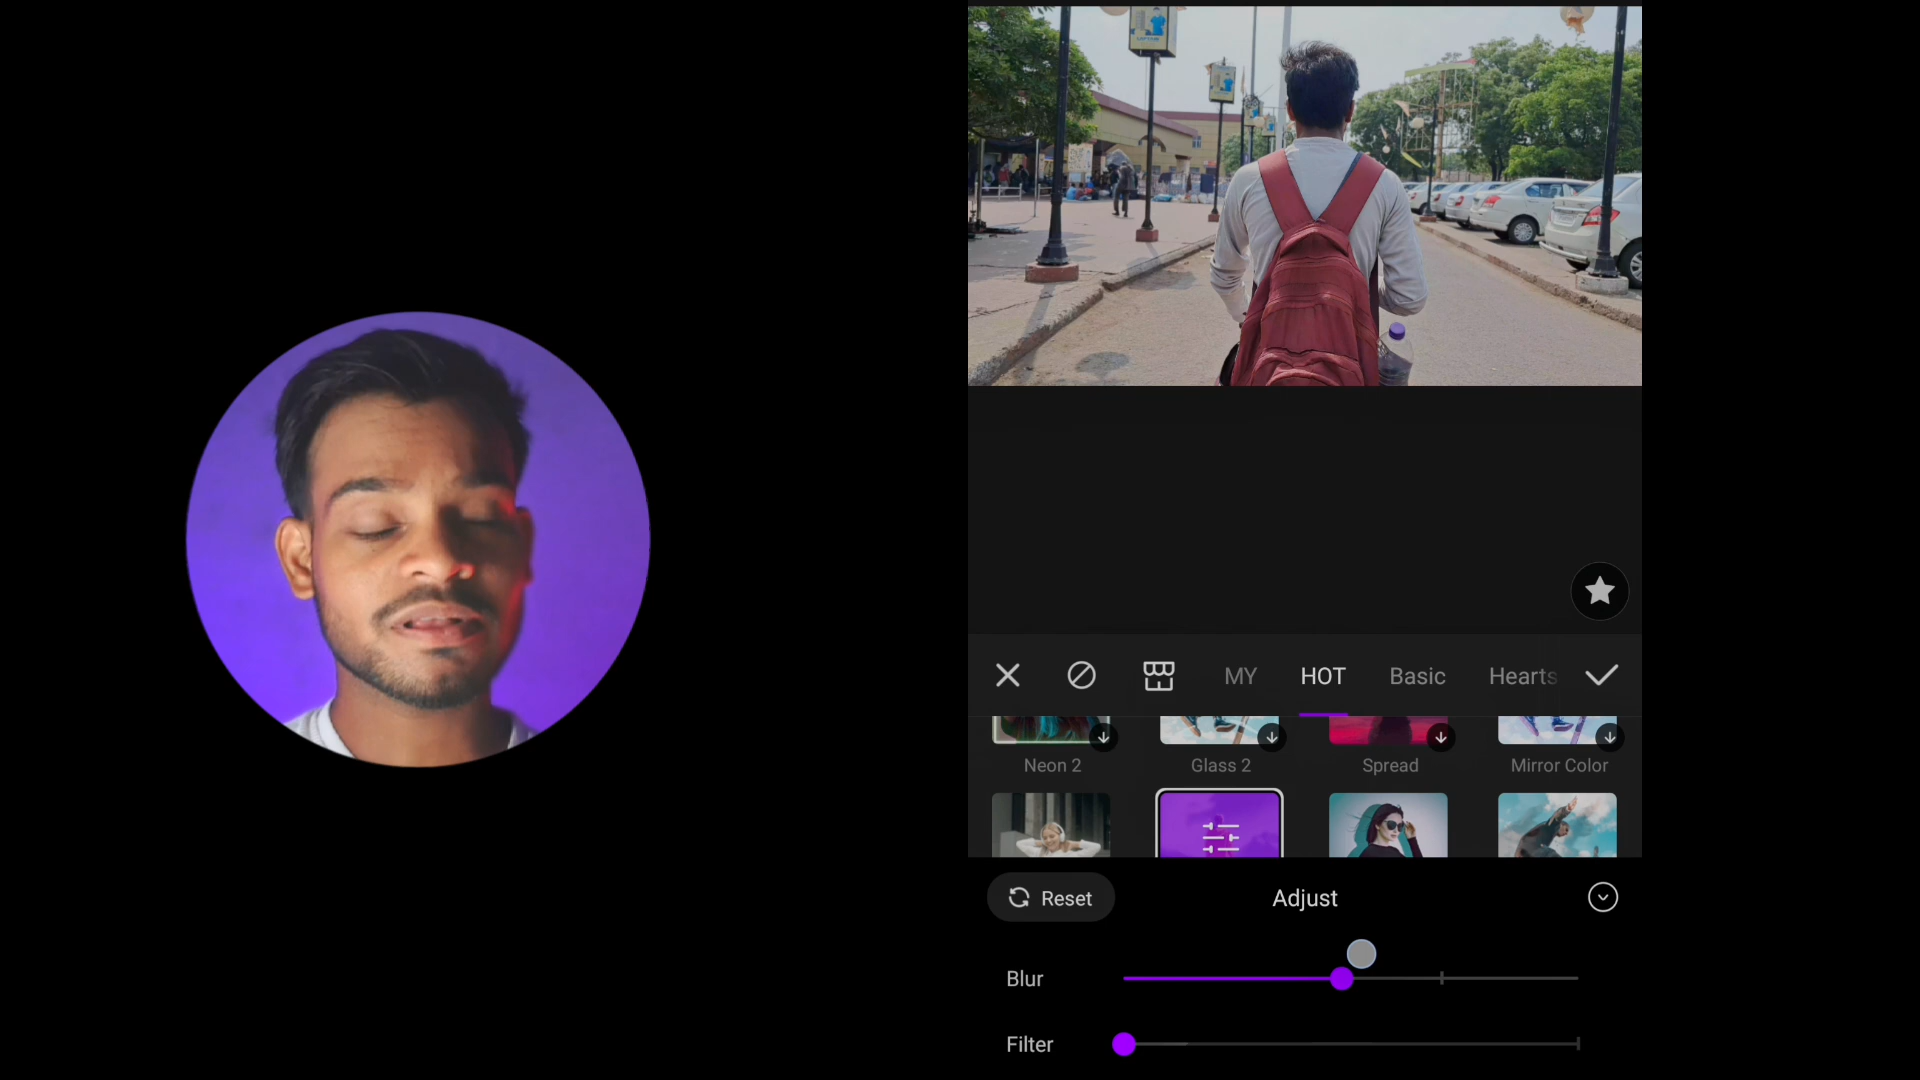 MY HOT Basic Hearts
Neon 2 Glass 2 Spread Mirror Color
Reset Adjust
Blur
Filter